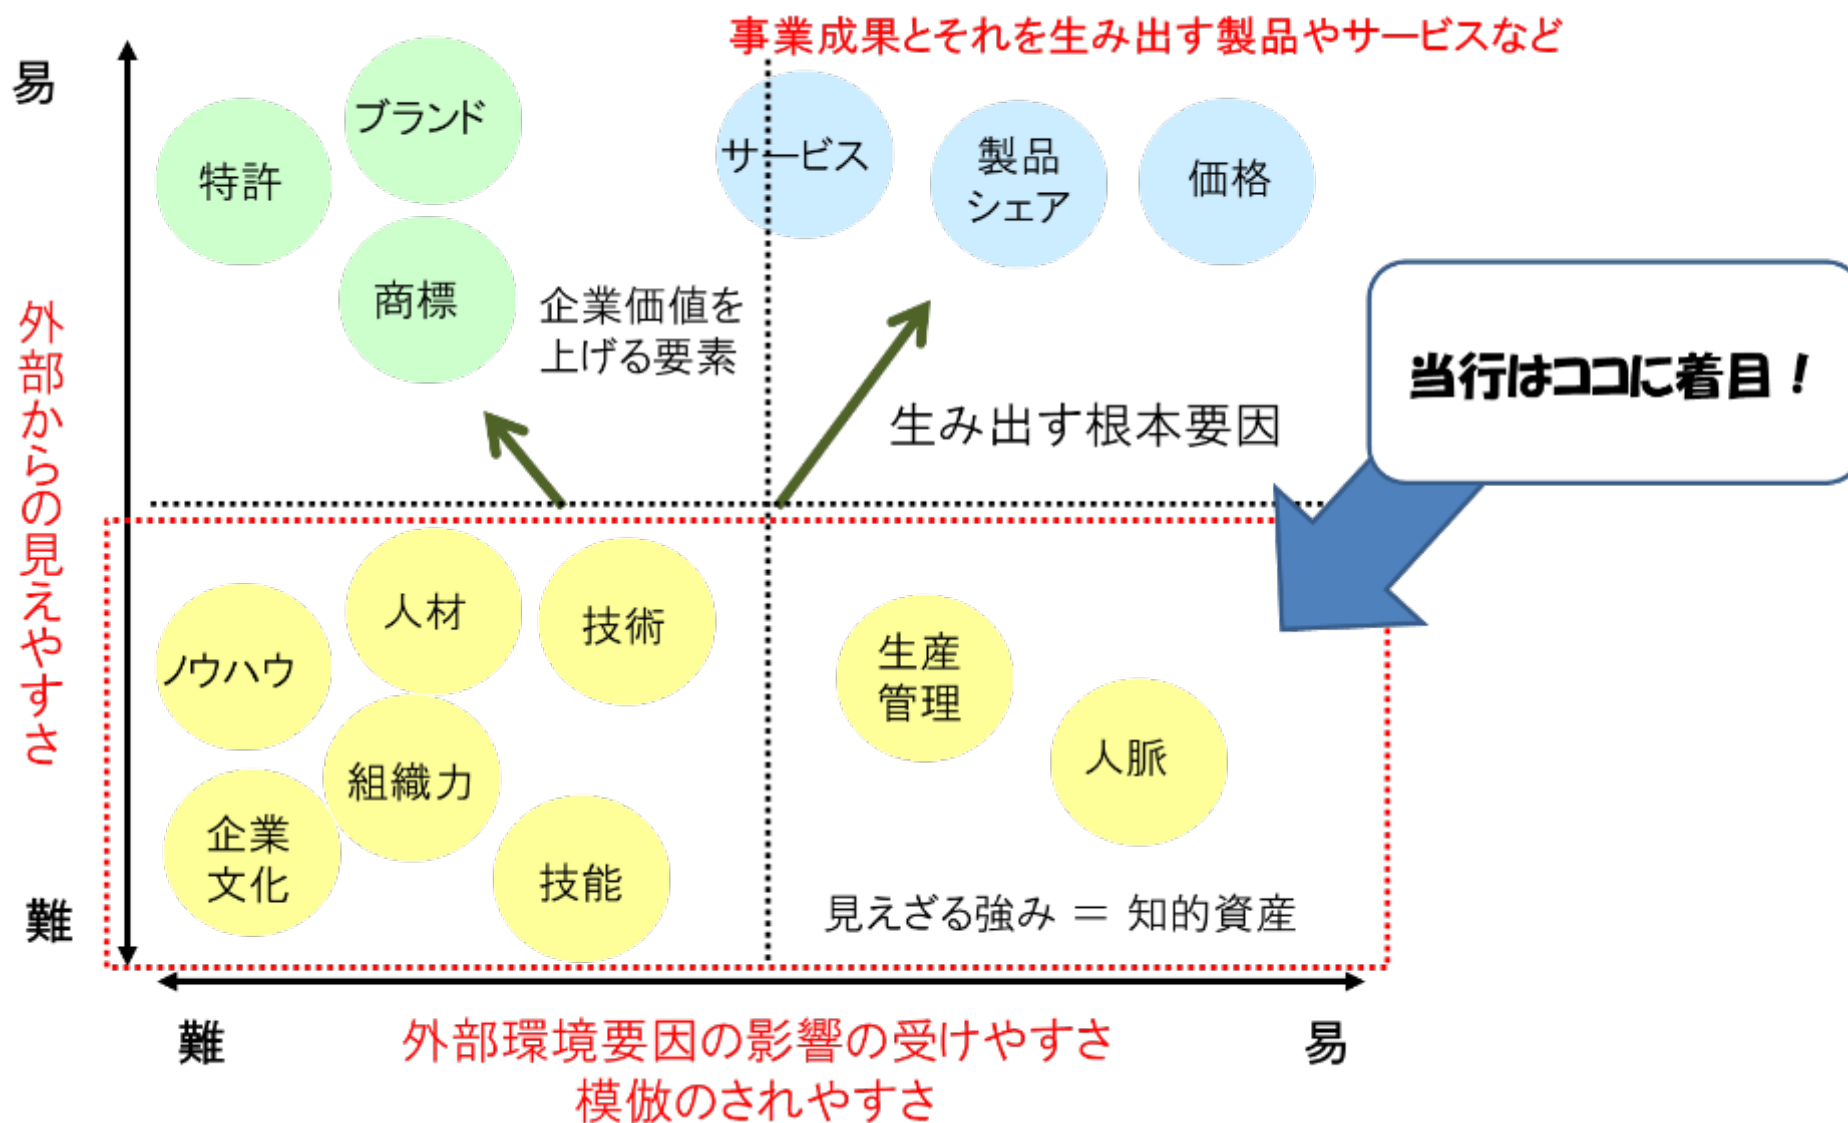 事業成果とそれを生み出す製品やサービスなど
易
ブランド
特許
商標
サービス
製品
シェア
価格
企業価値を
上げる要素
生み出す根本要因
当行はココに着目！
外部からの見えやすさ
人材
技術
ノウハウ
組織力
企業
文化
技能
生産
管理
人脈
見えざる強み ＝ 知的資産
難
難
外部環境要因の影響の受けやすさ
模倣のされやすさ
易